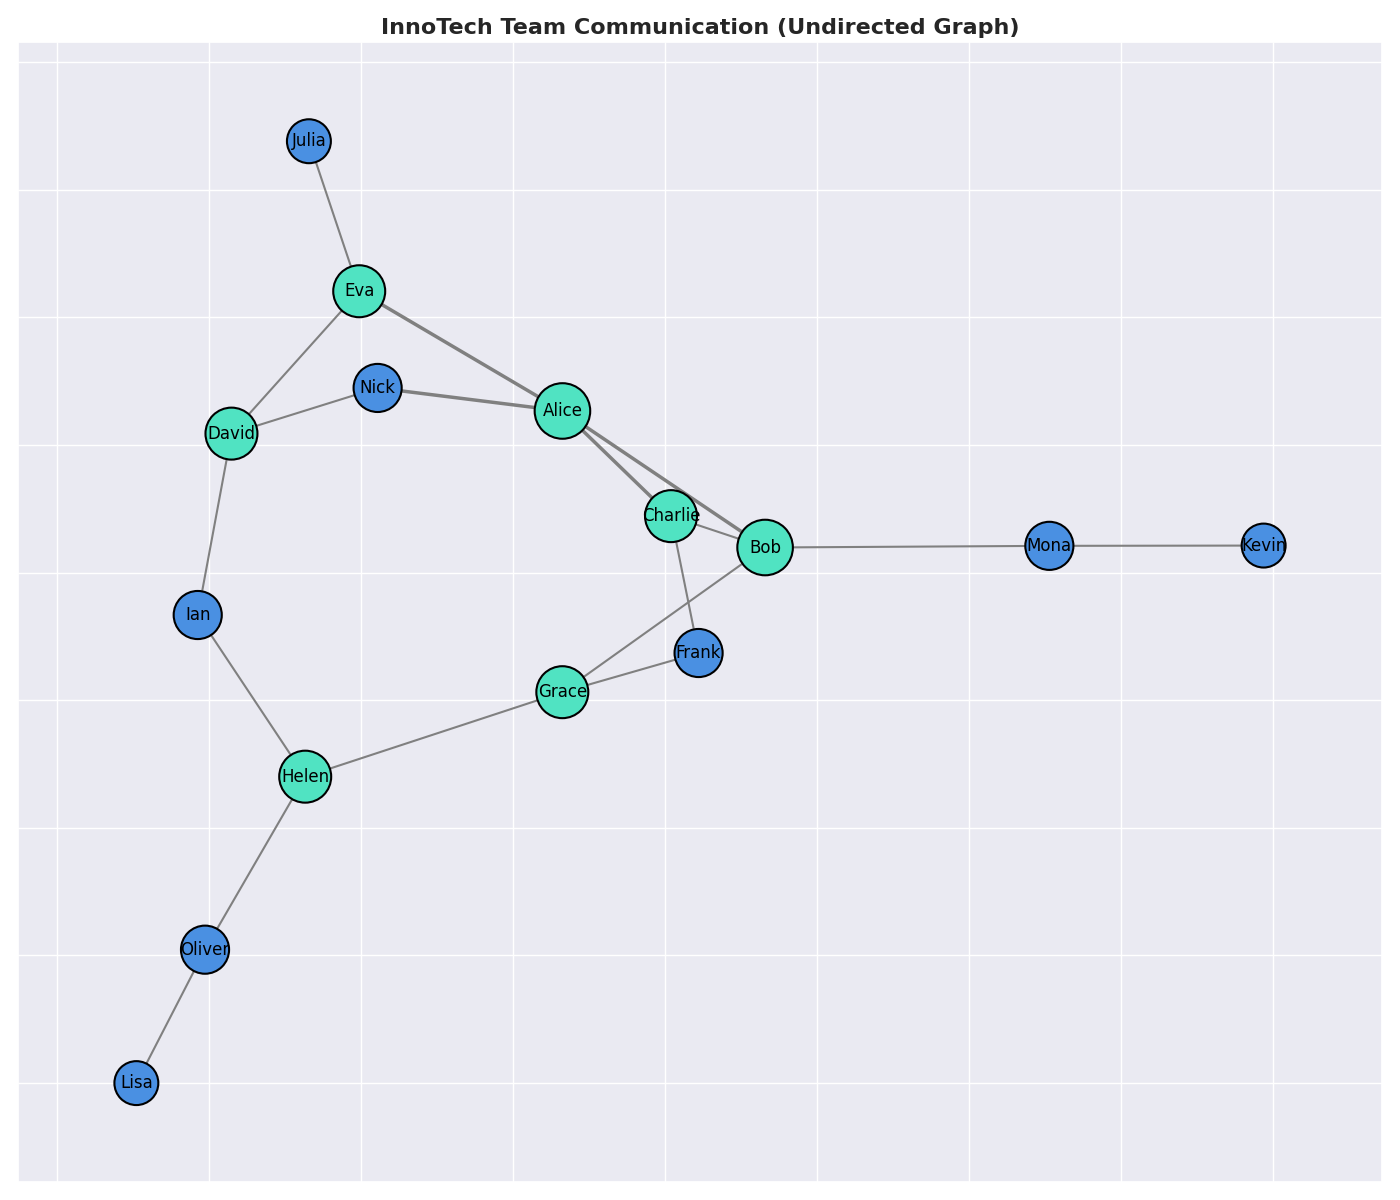 InnoTech Team Communication (Undirected Graph)
Julia
Eva
Nick
Alice
David
Charlie
Bob
Mona
Kevin
Ian
Frank
Grace
Helen
Oliver
Lisa